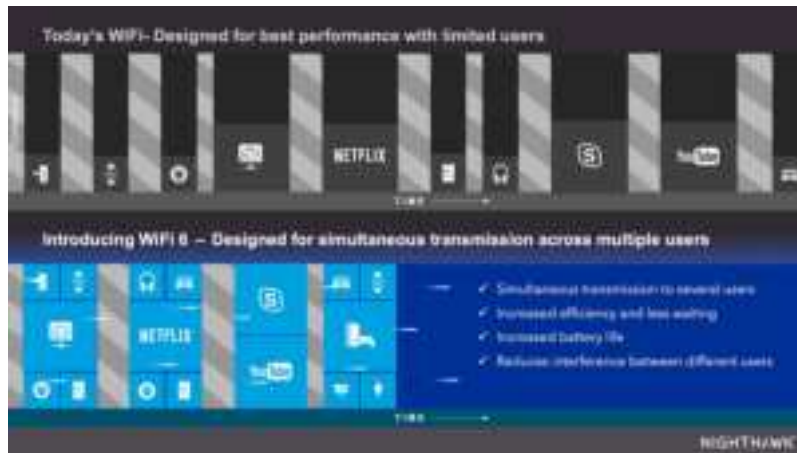 Today's WiFi– Designed for best performance with limited users
NETFLIX
S
YouTube
TIME
Introducing WiFi 6 – Designed for simultaneous transmission across multiple users
S
NETFLIX
YouTube
✓ Simultaneous transmission to several users
✓ Increased efficiency and less waiting
✓ Increased battery life
✓ Reduces interference between different users
TIME
NIGHTHAWK